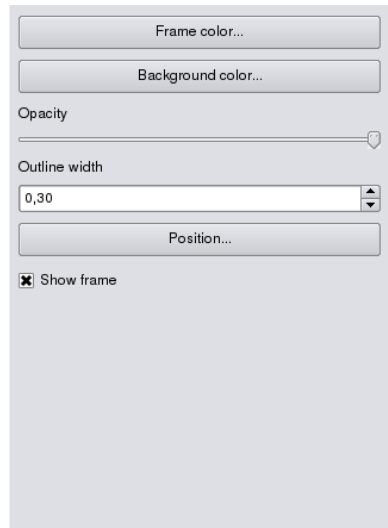 Frame color...
Background color...
Opacity
Outline width
0,30
Position...
Show frame